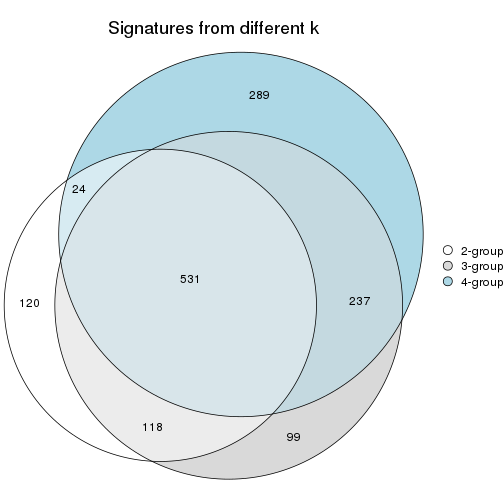 Signatures from different k
289
24
2-group
3-group
4-group
531
120
237
118
99